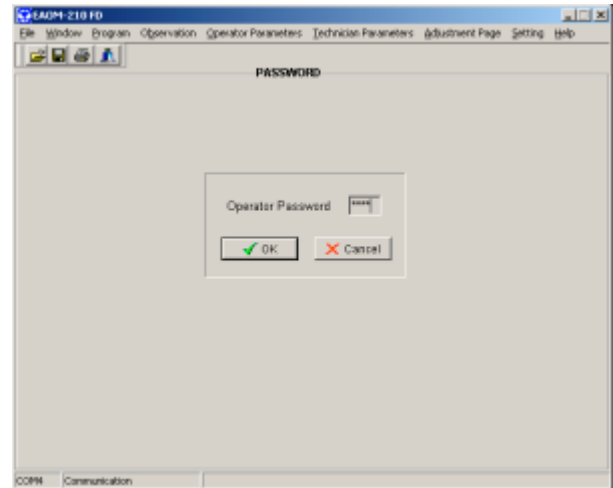 EAOM-210 FD
File Window Program Observation Operator Parameters Technician Parameters Adjustment Page Setting Help
PASSWORD
Operator Password ****
OK Cancel
COM4 Communication